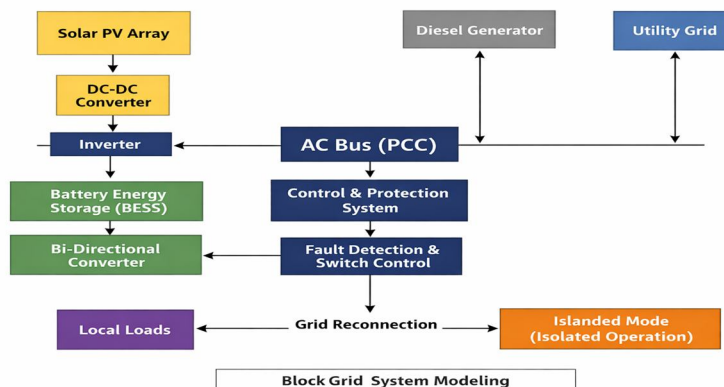 Solar PV Array
Diesel Generator
Utility Grid
DC-DC
Converter
Inverter
AC Bus (PCC)
Battery Energy
Storage (BESS)
Control & Protection
System
Bi-Directional
Converter
Fault Detection &
Switch Control
Local Loads
Grid Reconnection
Islanded Mode
(Isolated Operation)
Block Grid System Modeling